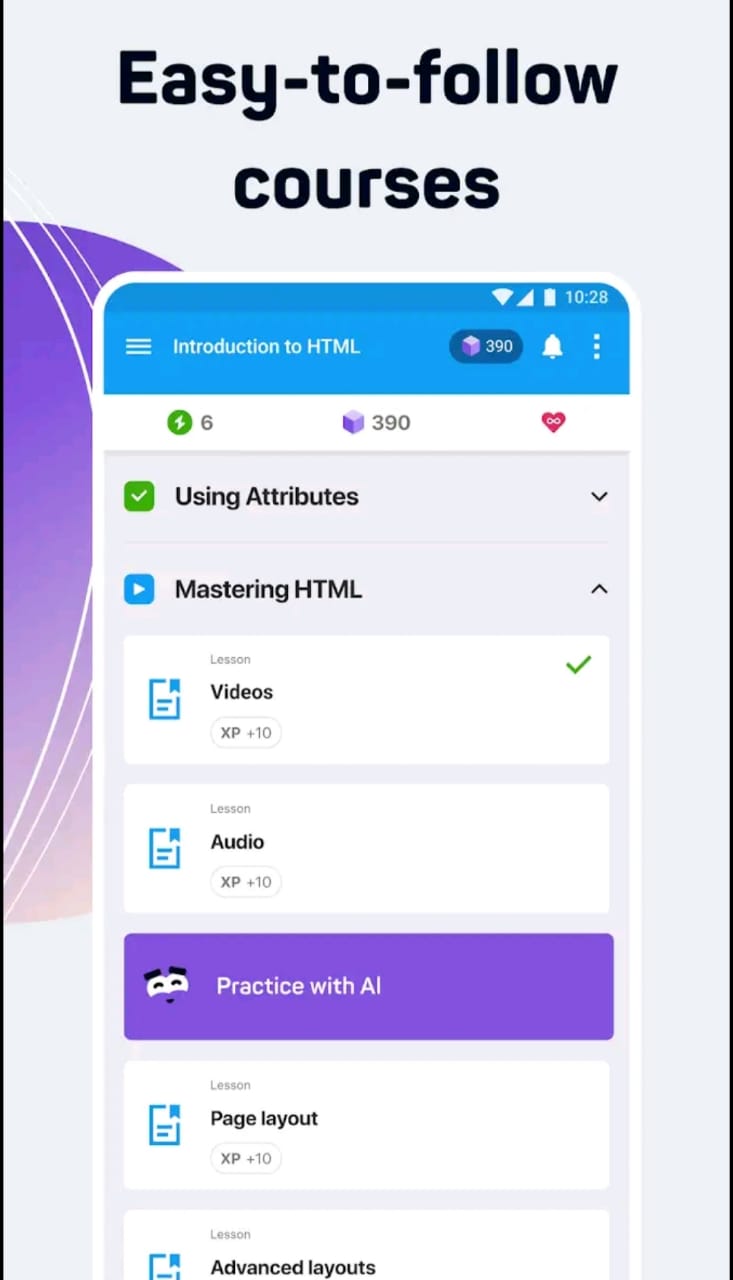 Easy-to-follow
courses
10:28
Introduction to HTML
390
6
390
Using Attributes
Mastering HTML
Lesson
Videos
XP +10
Lesson
Audio
XP +10
Practice with AI
Lesson
Page layout
XP +10
Lesson
Advanced layouts